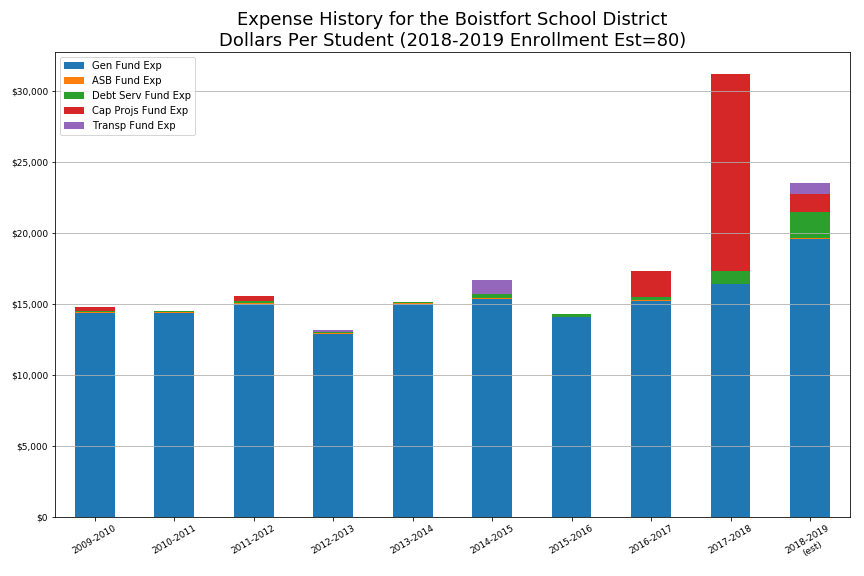 Expense History for the Boistfort School District
Dollars Per Student (2018-2019 Enrollment Est=80)
Gen Fund Exp
ASB Fund Exp
Debt Serv Fund Exp
Cap Projs Fund Exp
Transp Fund Exp
$30,000
$25,000
$20,000
$15,000
$10,000
$5,000
$0
2009-2010
2010-2011
2011-2012
2012-2013
2013-2014
2014-2015
2015-2016
2016-2017
2017-2018
2018-2019
(est)